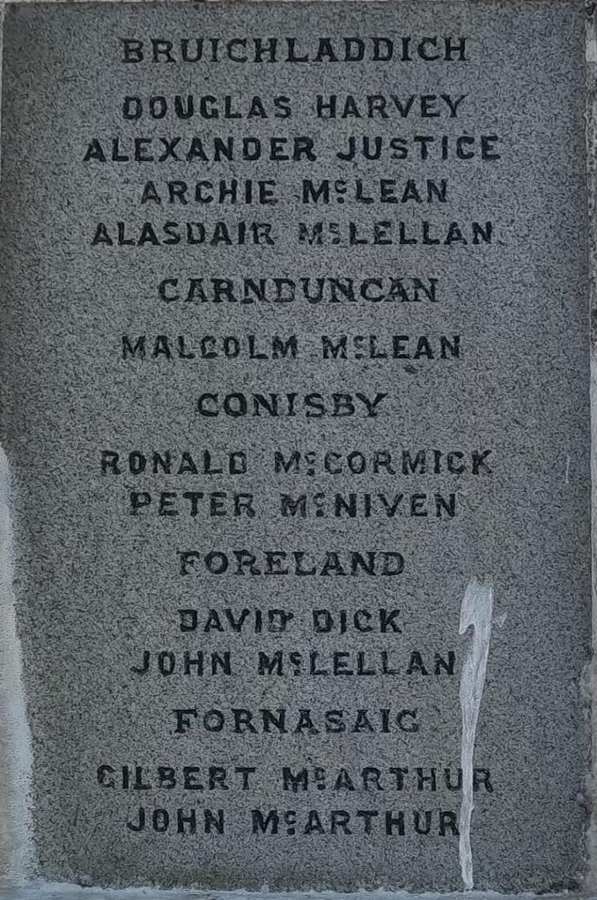 BRUICHLADDICH
DOUGLAS HARVEY
ALEXANDER JUSTICE
ARCHIE McLEAN
ALASDAIR McLELLAN
CARNDUNCAN
MALCOLM McLEAN
CONISBY
RONALD McCORMICK
PETER McNIVEN
FORELAND
DAVID DICK
JOHN McLELLAN
FORNASAIG
GILBERT McARTHUR
JOHN McARTHUR